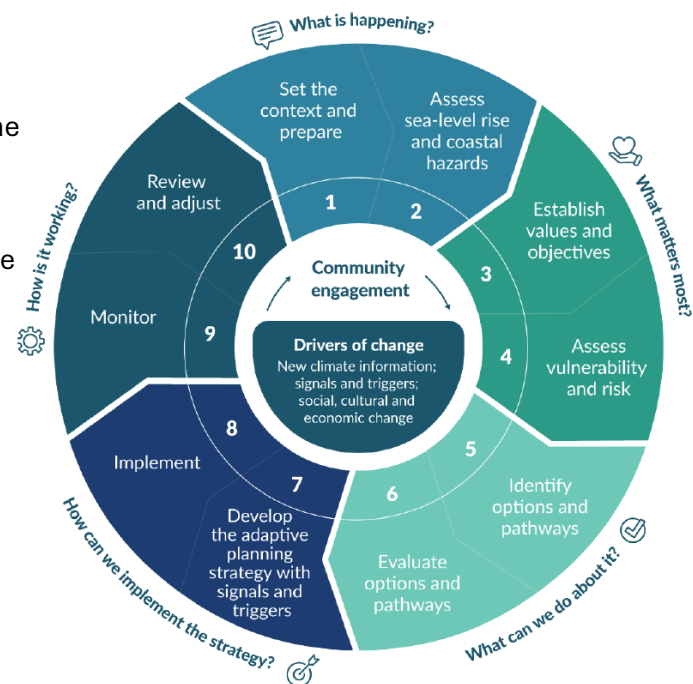 What is happening?
Set the
context and
prepare
1
Assess
sea-level rise
and coastal
hazards
2
What matters most?
Establish
values and
objectives
3
Assess
vulnerability
and risk
4
What can we do about it?
Identify
options and
pathways
5
Evaluate
options and
pathways
6
How can we implement the strategy?
Develop
the adaptive
planning
strategy with
signals and
triggers
7
Implement
8
How is it working?
Monitor
9
Review
and adjust
10
Community
engagement
Drivers of change
New climate information;
signals and triggers;
social, cultural and
economic change